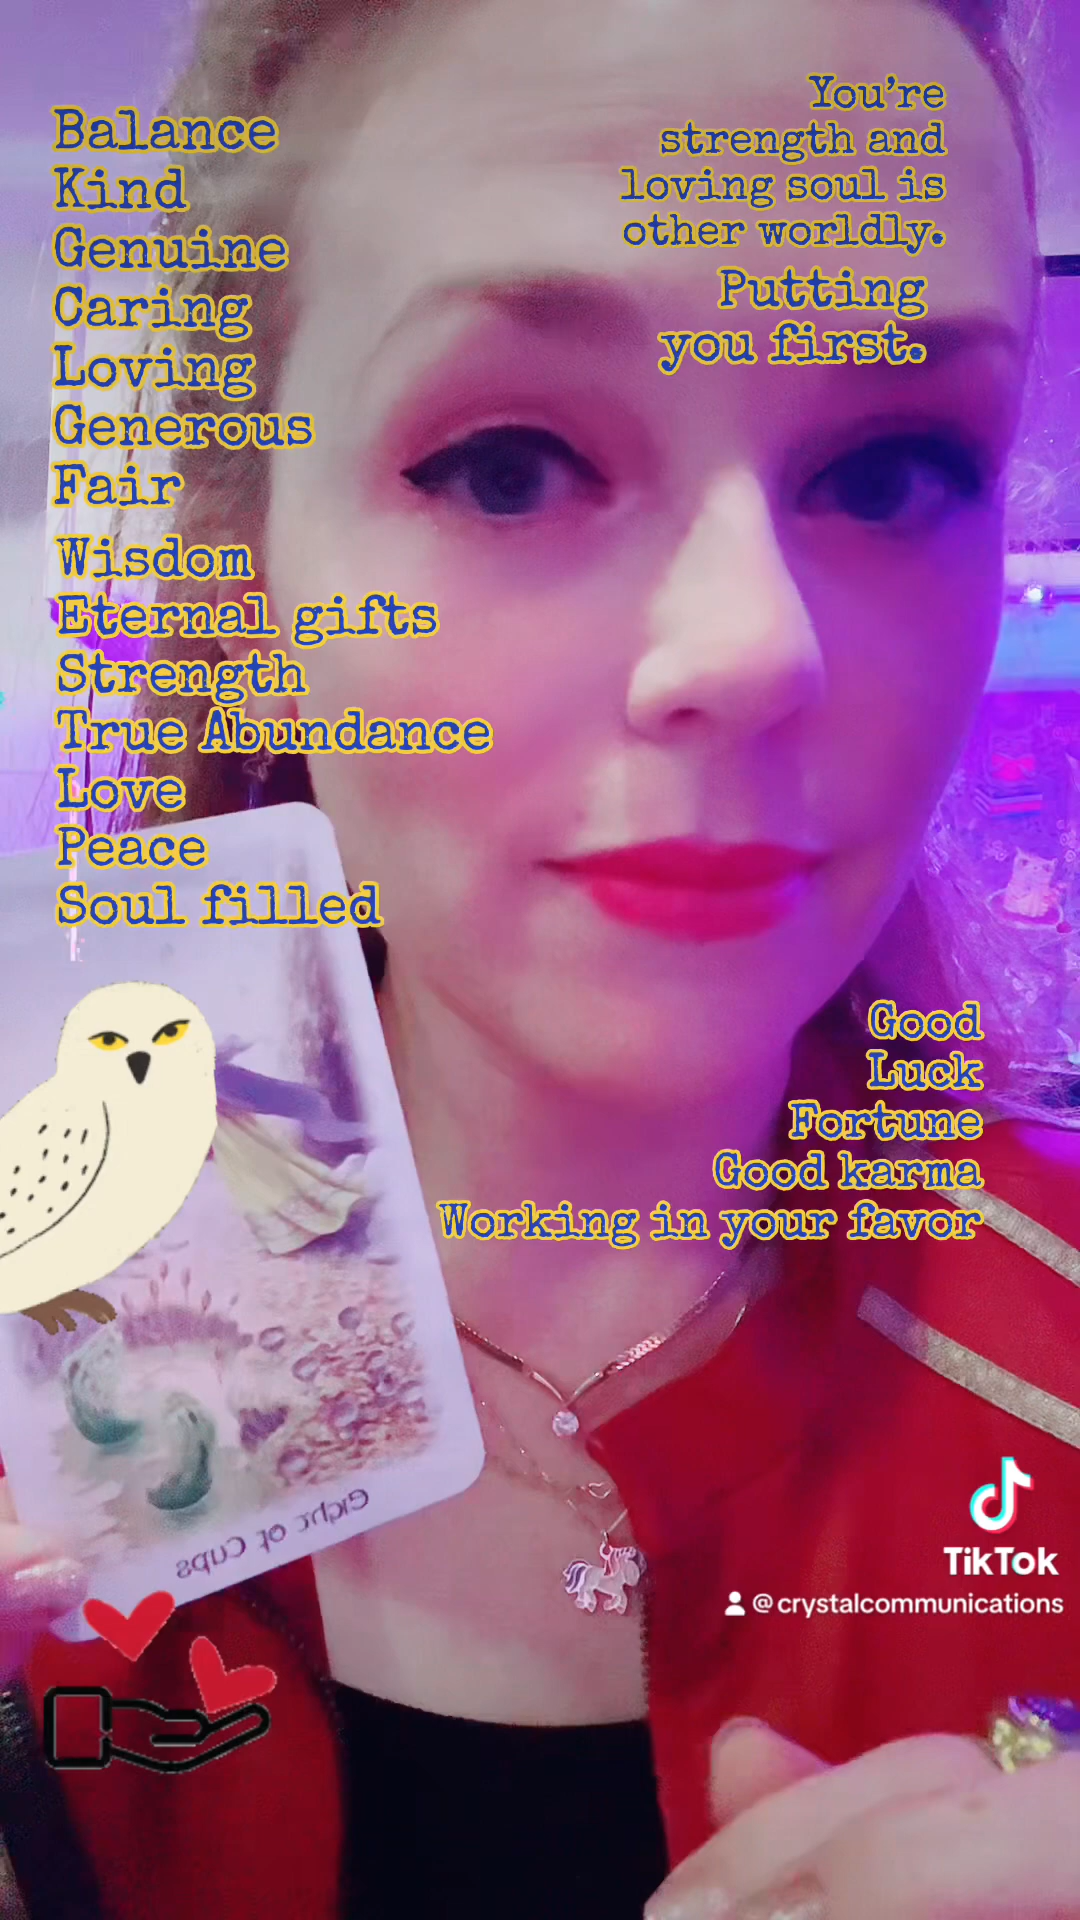 Balance
Kind
Genuine
Caring
Loving
Generous
Fair
Wisdom
Eternal gifts
Strength
True Abundance
Love
Peace
Soul filled
You're
strength and
loving soul is
other worldly.
Putting
you first.
Good
Luck
Fortune
Good karma
Working in your favor
Eight of Cups
TikTok
@crystalcommunications